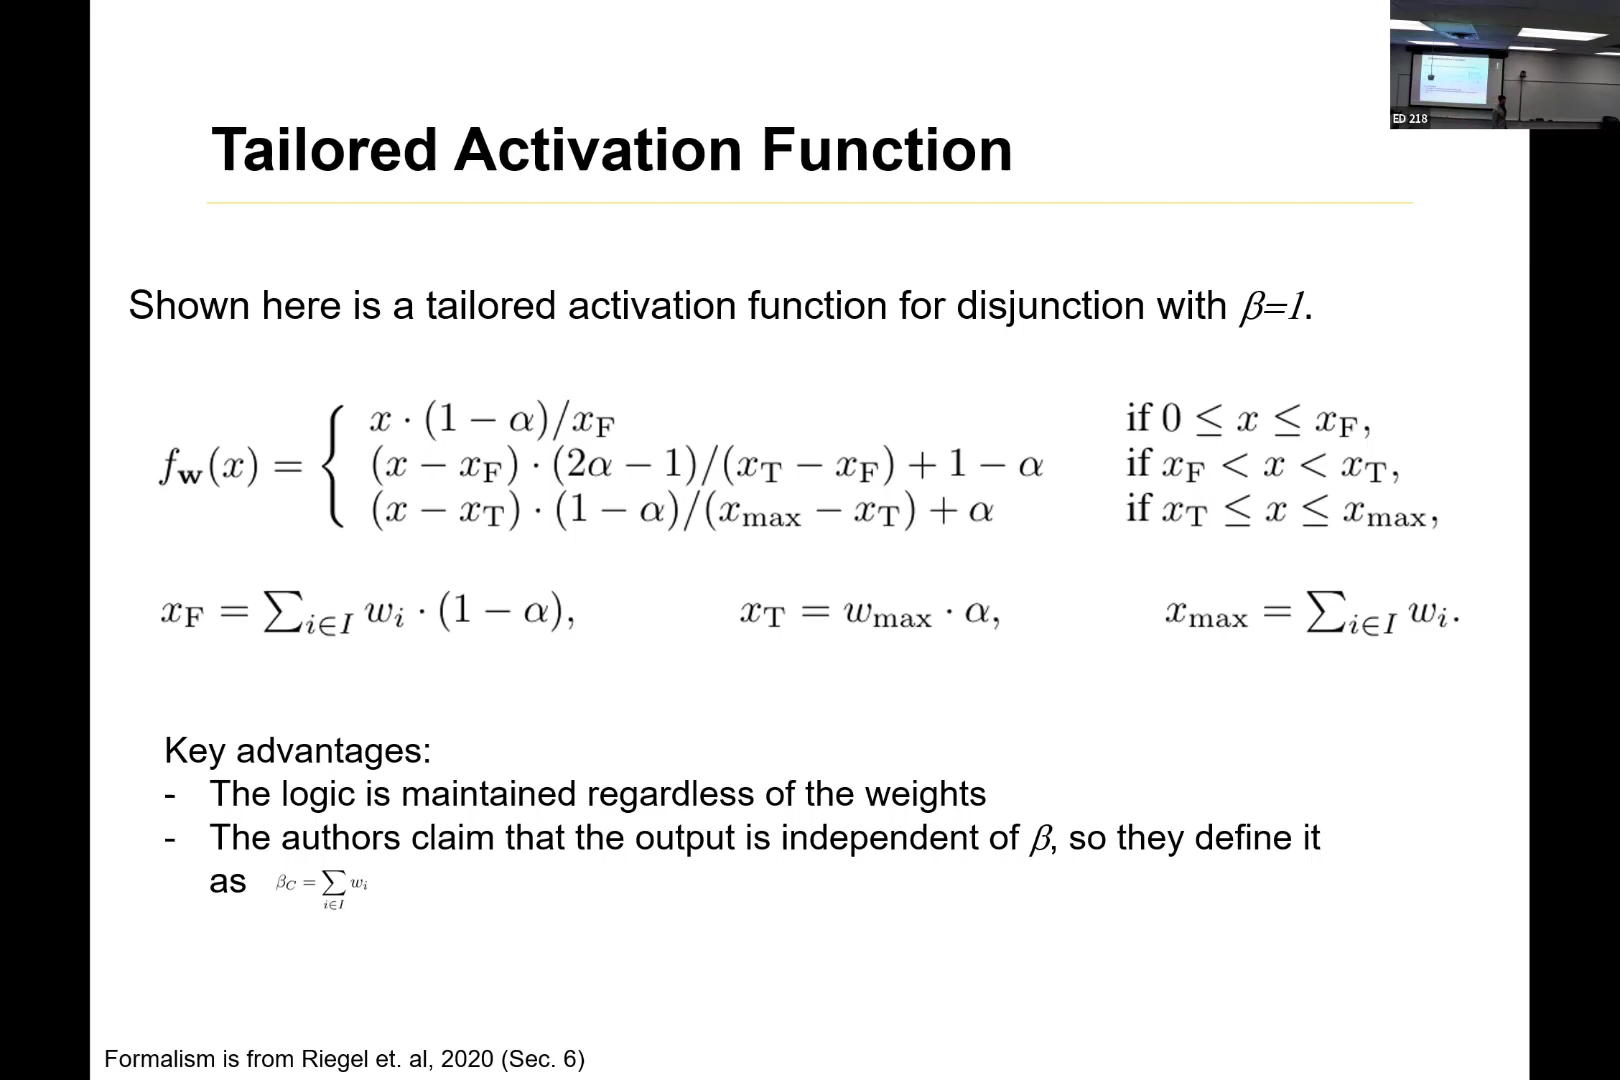 ED 218
Tailored Activation Function
Shown here is a tailored activation function for disjunction with β=1.
f_w(x) = { x · (1 − α)/x_F if 0 ≤ x ≤ x_F,
(x − x_F) · (2α − 1)/(x_T − x_F) + 1 − α if x_F < x < x_T,
(x − x_T) · (1 − α)/(x_max − x_T) + α if x_T ≤ x ≤ x_max,
x_F = ∑_{i∈I} w_i · (1 − α), x_T = w_max · α, x_max = ∑_{i∈I} w_i.
Key advantages:
- The logic is maintained regardless of the weights
- The authors claim that the output is independent of β, so they define it
as β_C = ∑_{i∈I} w_i
Formalism is from Riegel et. al, 2020 (Sec. 6)